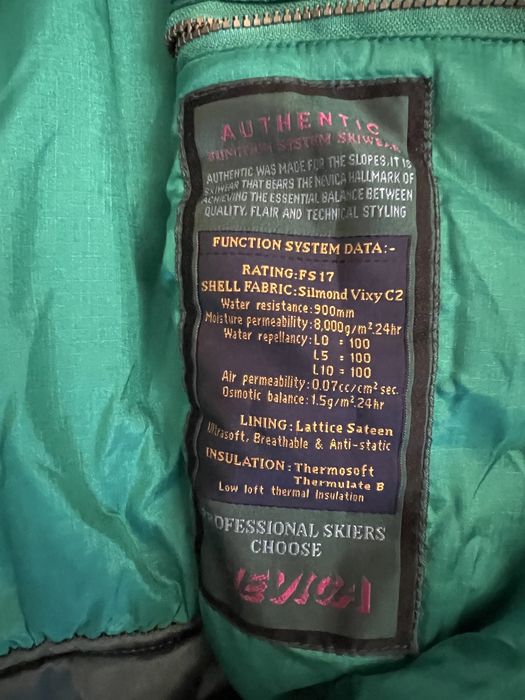 AUTHENTIC
FUNCTION SYSTEM SKIWEAR
AUTHENTIC WAS MADE FOR THE SLOPES.IT IS
SKIWEAR THAT BEARS THE NEVICA HALLMARK OF
ACHIEVING THE ESSENTIAL BALANCE BETWEEN
QUALITY, FLAIR AND TECHNICAL STYLING
FUNCTION SYSTEM DATA:-
RATING:FS17
SHELL FABRIC:Silmond Vixy C2
Water resistance:900mm
Moisture permeability:8,000g/m².24hr
Water repellancy:L0 = 100
L5 = 100
L10 = 100
Air permeability:0.07cc/cm² sec.
Osmotic balance:1.5g/m².24hr
LINING:Lattice Sateen
Ultrasoft, Breathable & Anti-static
INSULATION:Thermosoft
Thermulate B
Low loft thermal insulation
PROFESSIONAL SKIERS
CHOOSE